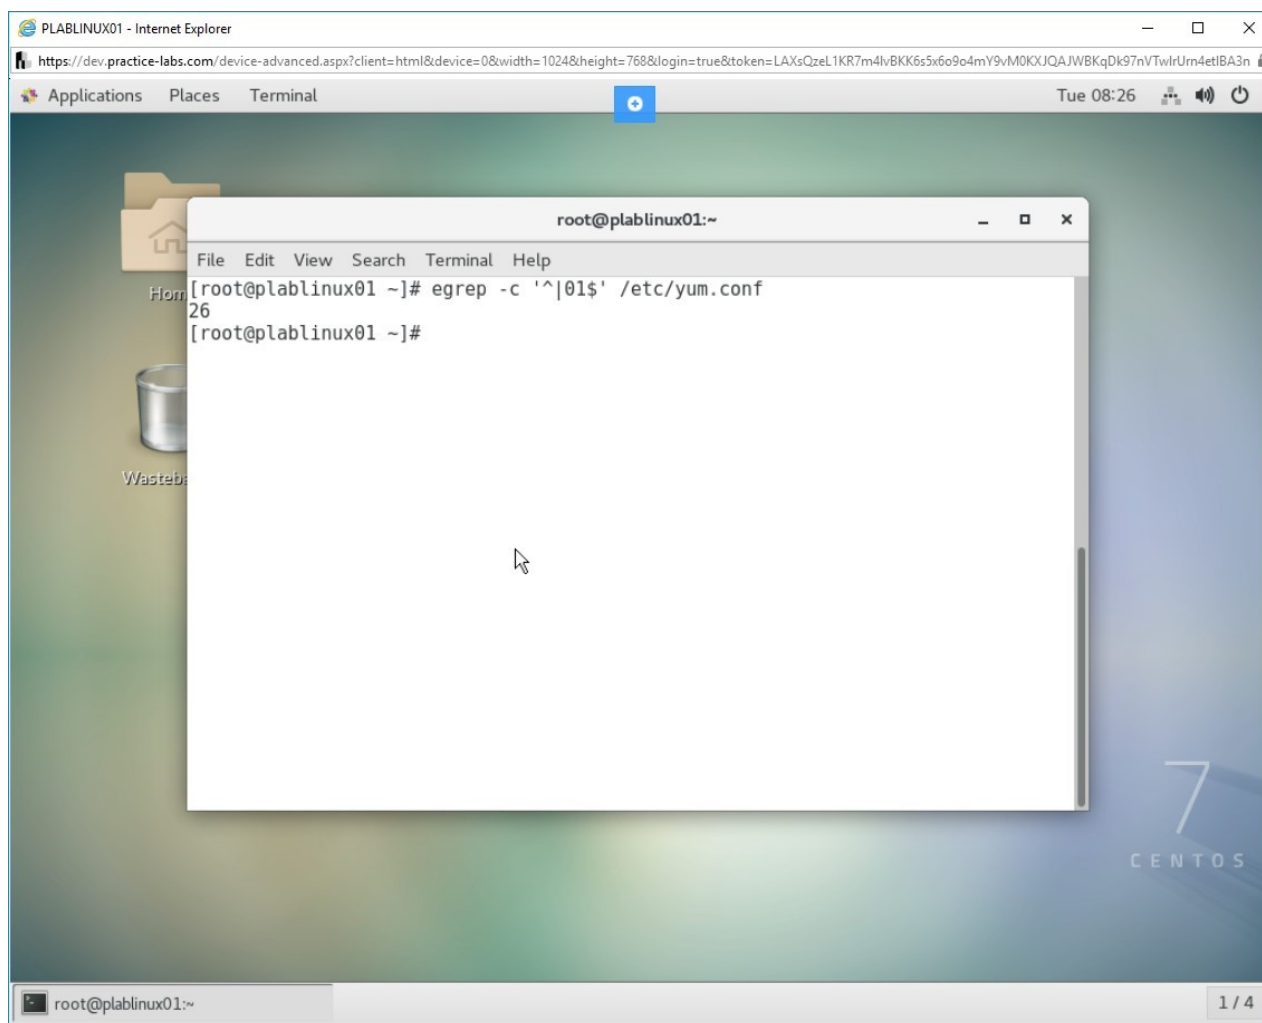 PLABLINUX01 - Internet Explorer
https://dev.practice-labs.com/device-advanced.aspx?client=html&device=0&width=1024&height=768&login=true&token=
Applications Places Terminal Tue 08:26
root@plablinux01:~
File Edit View Search Terminal Help
Hom
[root@plablinux01 ~]# egrep -c '^|01$' /etc/yum.conf
26
[root@plablinux01 ~]#
Wasteb
7
CENTOS
root@plablinux01:~ 1 / 4